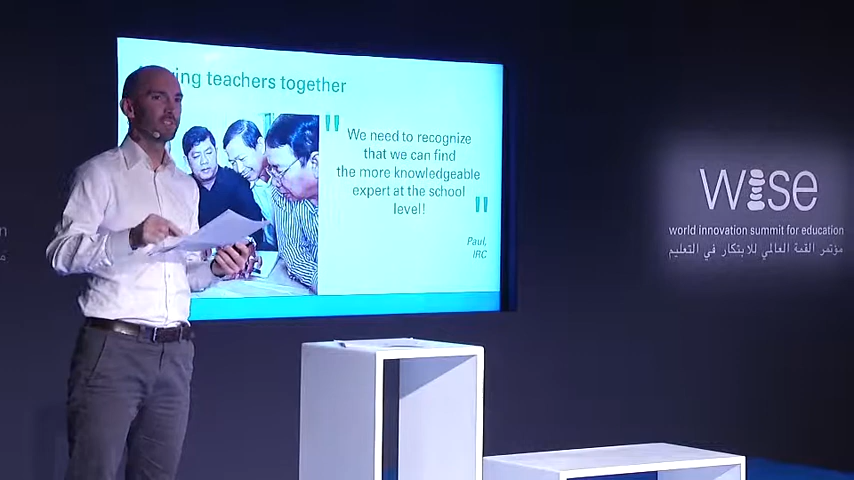 teachers together
"
We need to recognize
that we can find
the more knowledgeable
expert at the school
level!
"
Paul,
IRC
wise
world innovation summit for education
مؤتمر القمة العالمي للابتكار في التعليم